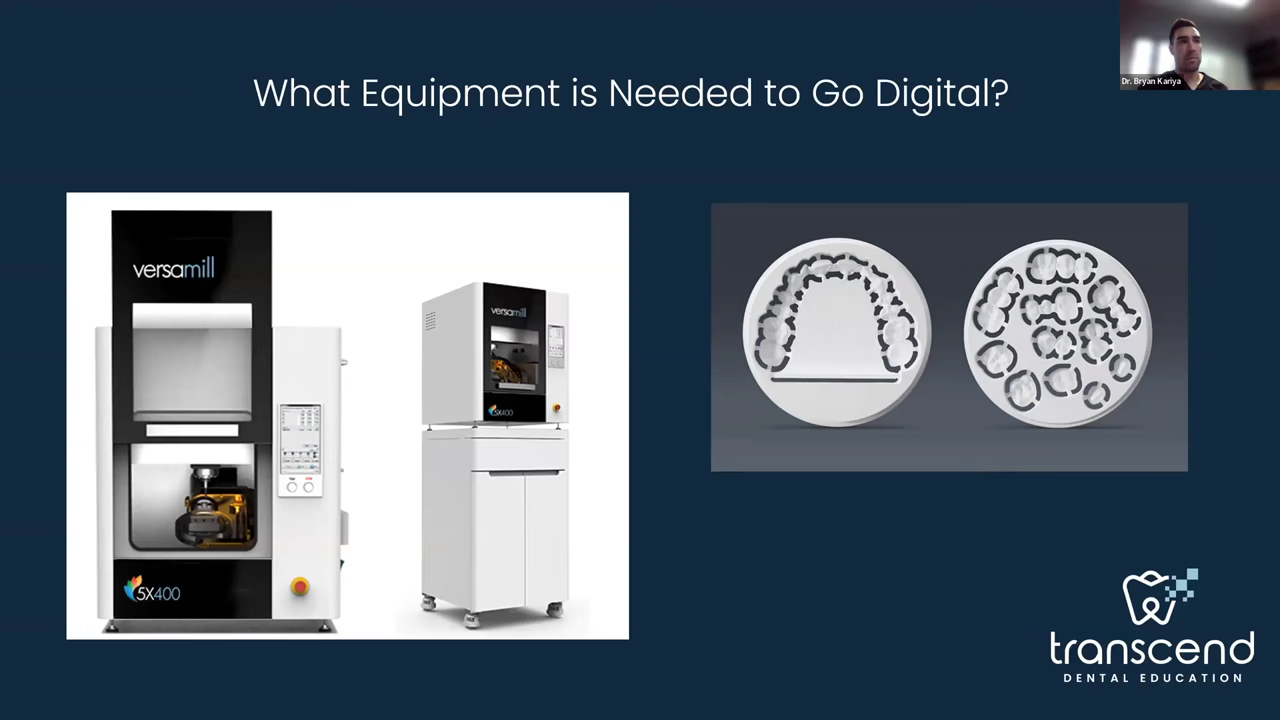 What Equipment is Needed to Go Digital?
Dr. Bryan Kariya
versamill
5X400
versamill
5X400
transcend
DENTAL EDUCATION